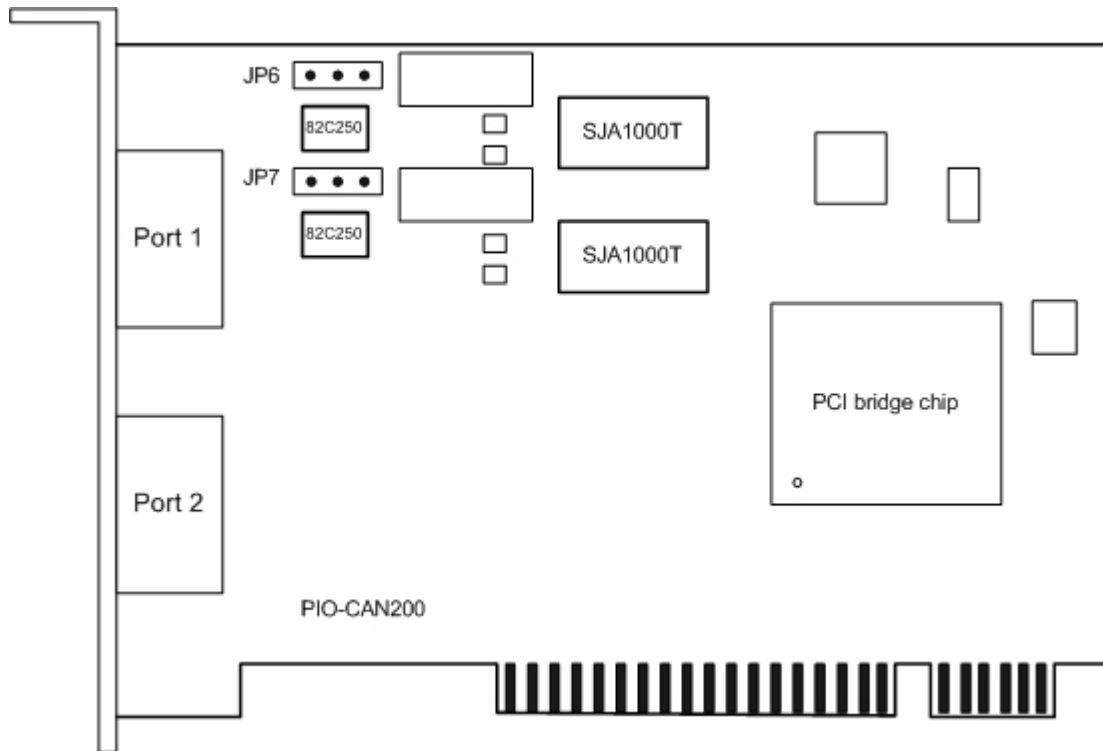 JP6
82C250
SJA1000T
JP7
82C250
Port 1
SJA1000T
PCI bridge chip
Port 2
PIO-CAN200